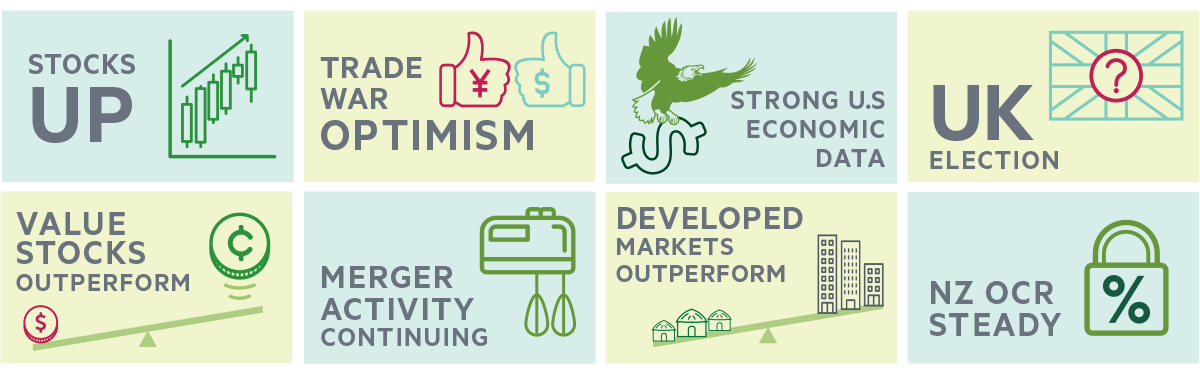 STOCKS
UP
TRADE
WAR
OPTIMISM
¥
$
STRONG U.S
ECONOMIC
DATA
UK
ELECTION
?
VALUE
STOCKS
OUTPERFORM
¢
$
MERGER
ACTIVITY
CONTINUING
DEVELOPED
MARKETS
OUTPERFORM
NZ OCR
STEADY
%